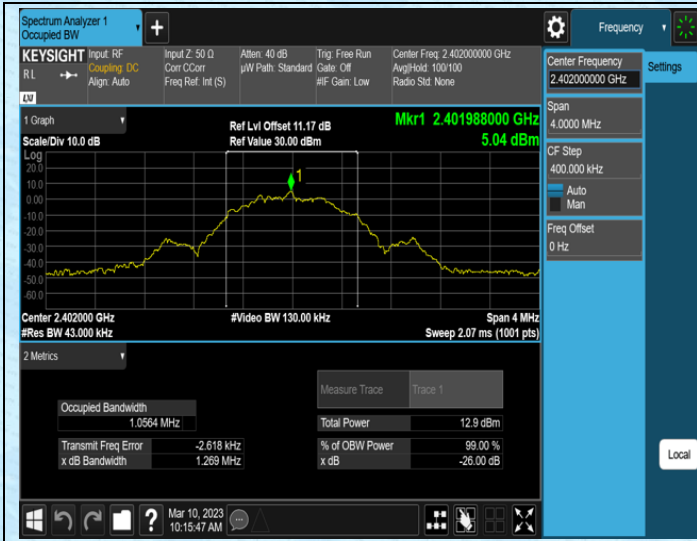 Spectrum Analyzer 1
Occupied BW
Frequency
KEYSIGHT
RL
LXI
Input: RF
Coupling: DC
Align: Auto
Input Z: 50 Ω
Corr CCorr
Freq Ref: Int (S)
Atten: 40 dB
µW Path: Standard
Trig: Free Run
Gate: Off
#IF Gain: Low
Center Freq: 2.402000000 GHz
Avg|Hold: 100/100
Radio Std: None
Center Frequency
2.402000000 GHz
Settings
Span
4.0000 MHz
CF Step
400.000 kHz
Auto
Man
Freq Offset
0 Hz
1 Graph
Scale/Div 10.0 dB
Ref Lvl Offset 11.17 dB
Ref Value 30.00 dBm
Mkr1 2.401988000 GHz
5.04 dBm
Log
20.0
10.0
0.00
-10.0
-20.0
-30.0
-40.0
-50.0
-60.0
1
Center 2.402000 GHz
#Res BW 43.000 kHz
#Video BW 130.00 kHz
Span 4 MHz
Sweep 2.07 ms (1001 pts)
2 Metrics
Measure Trace
Trace 1
Occupied Bandwidth
1.0564 MHz
Total Power
12.9 dBm
Transmit Freq Error
-2.618 kHz
% of OBW Power
99.00 %
x dB Bandwidth
1.269 MHz
x dB
-26.00 dB
Local
?
Mar 10, 2023
10:15:47 AM